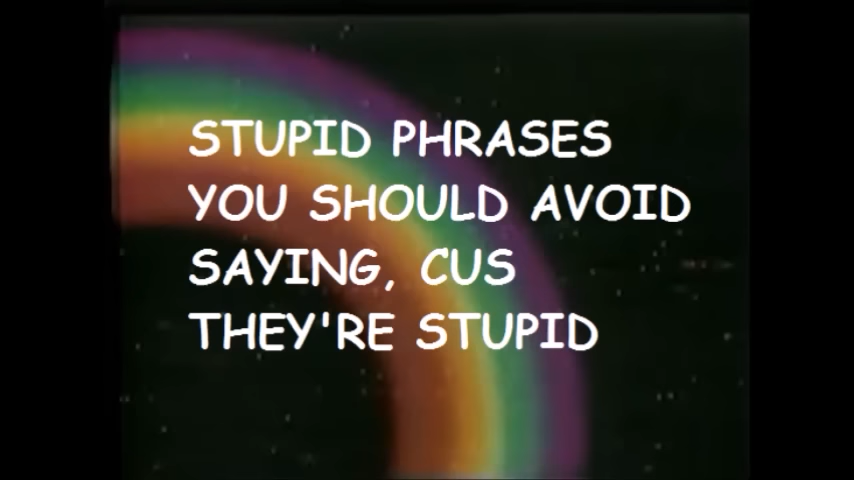 STUPID PHRASES
YOU SHOULD AVOID
SAYING, CUS
THEY'RE STUPID